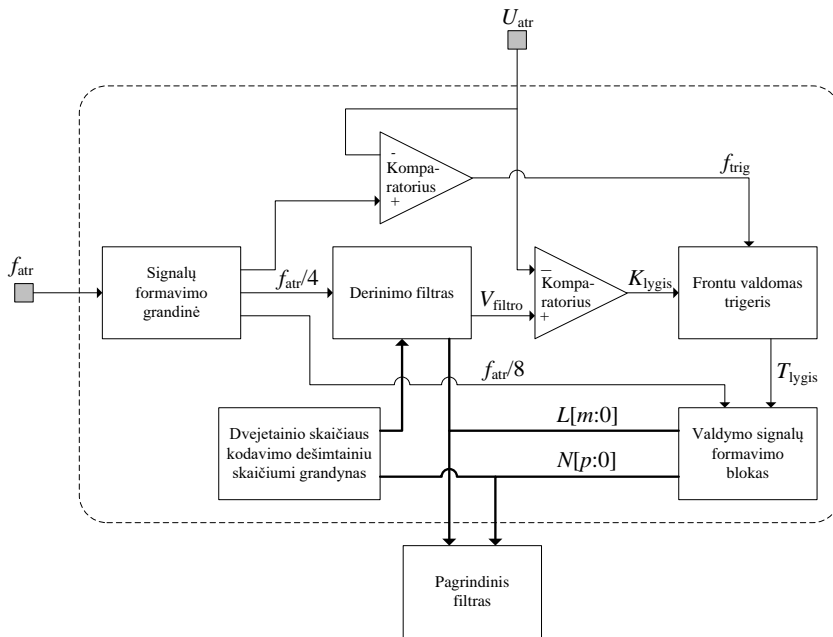 U_atr
-
Kompa-
ratorius
+
f_trig
f_atr
Signalų
formavimo
grandinė
f_atr/4
Derinimo filtras
V_filtro
–
Kompa-
ratorius
+
K_lygis
Frontu valdomas
trigeris
f_atr/8
T_lygis
Dvejetainio skaičiaus
kodavimo dešimtainiu
skaičiumi grandynas
L[m:0]
N[p:0]
Valdymo signalų
formavimo
blokas
Pagrindinis
filtras